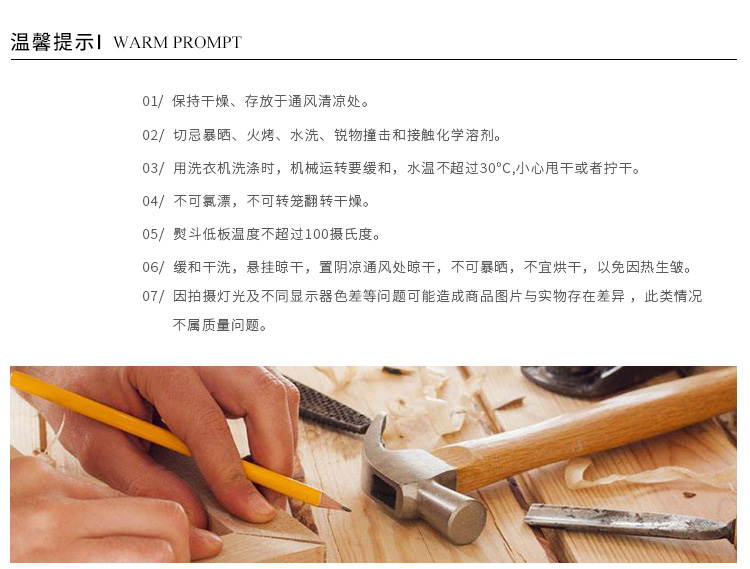 温馨提示I WARM PROMPT
01/ 保持干燥、存放于通风清凉处。
02/ 切忌暴晒、火烤、水洗、锐物撞击和接触化学溶剂。
03/ 用洗衣机洗涤时，机械运转要缓和，水温不超过30°C,小心甩干或者拧干。
04/ 不可氯漂，不可转笼翻转干燥。
05/ 熨斗低板温度不超过100摄氏度。
06/ 缓和干洗，悬挂晾干，置阴凉通风处晾干，不可暴晒，不宜烘干，以免因热生皱。
07/ 因拍摄灯光及不同显示器色差等问题可能造成商品图片与实物存在差异 ，此类情况
不属质量问题。